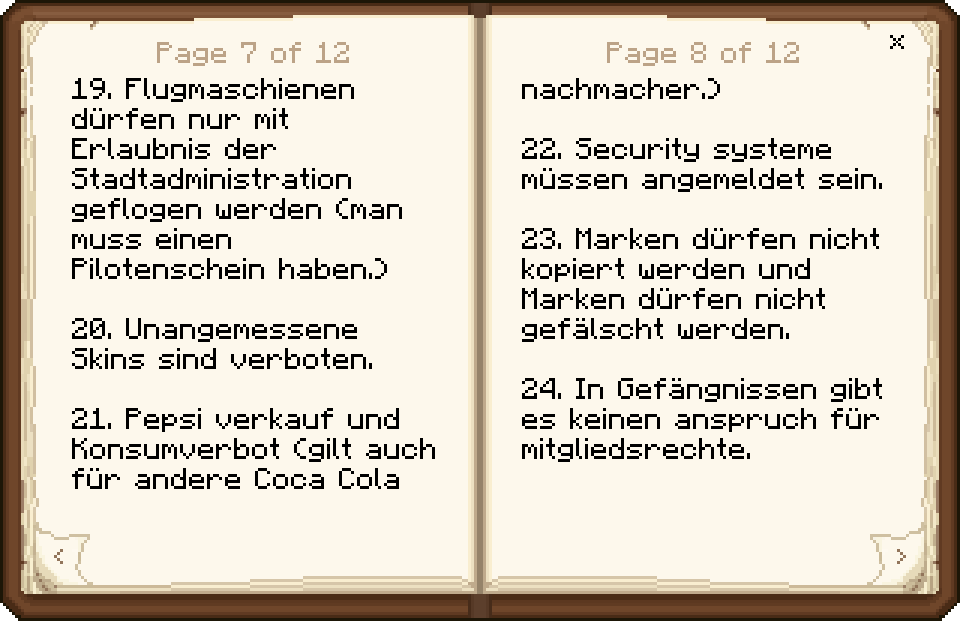 Page 7 of 12
19. Flugmaschienen
dürfen nur mit
Erlaubnis der
Stadtadministration
geflogen werden (man
muss einen
Pilotenschein haben.)
20. Unangemessene
Skins sind verboten.
21. Pepsi verkauf und
Konsumverbot (gilt auch
für andere Coca Cola
Page 8 of 12
x
nachmacher.)
22. Security systeme
müssen angemeldet sein.
23. Marken dürfen nicht
kopiert werden und
Marken dürfen nicht
gefälscht werden.
24. In Gefängnissen gibt
es keinen anspruch für
mitgliedsrechte.
<
>